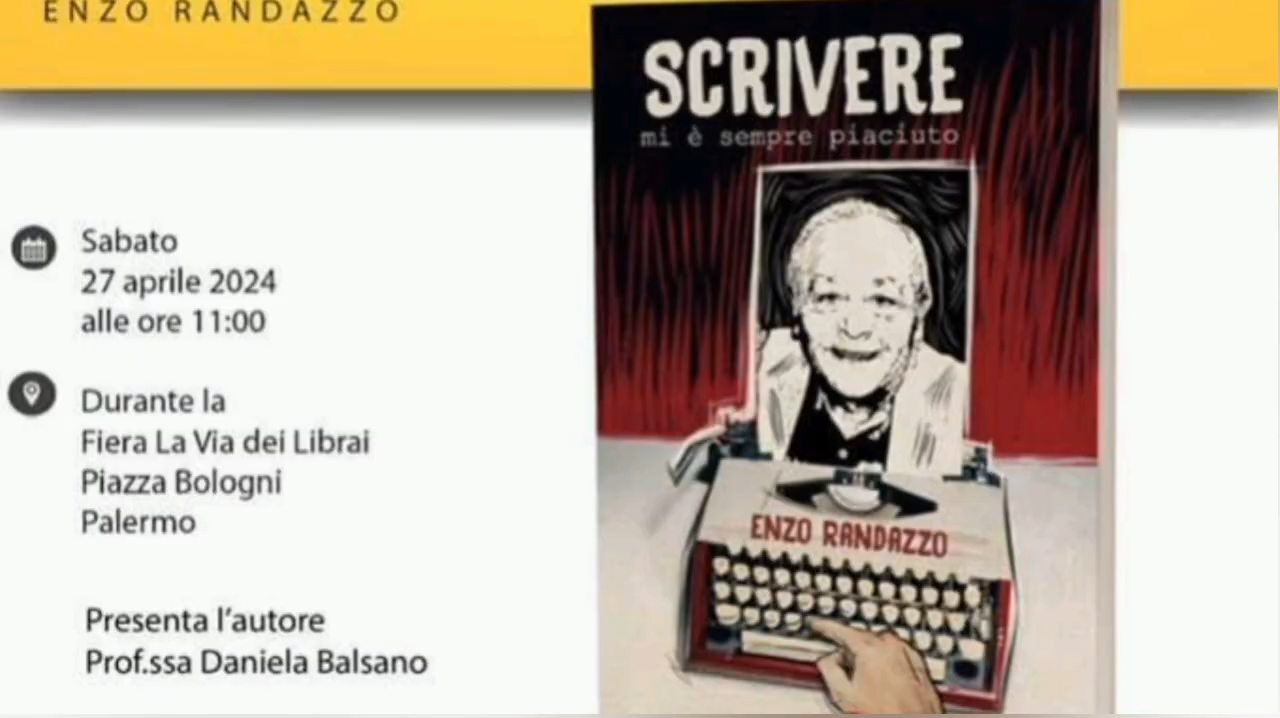 ENZO RANDAZZO
SCRIVERE
mi è sempre piaciuto
Sabato
27 aprile 2024
alle ore 11:00
Durante la
Fiera La Via dei Librai
Piazza Bologni
Palermo
Presenta l'autore
Prof.ssa Daniela Balsano
ENZO RANDAZZO